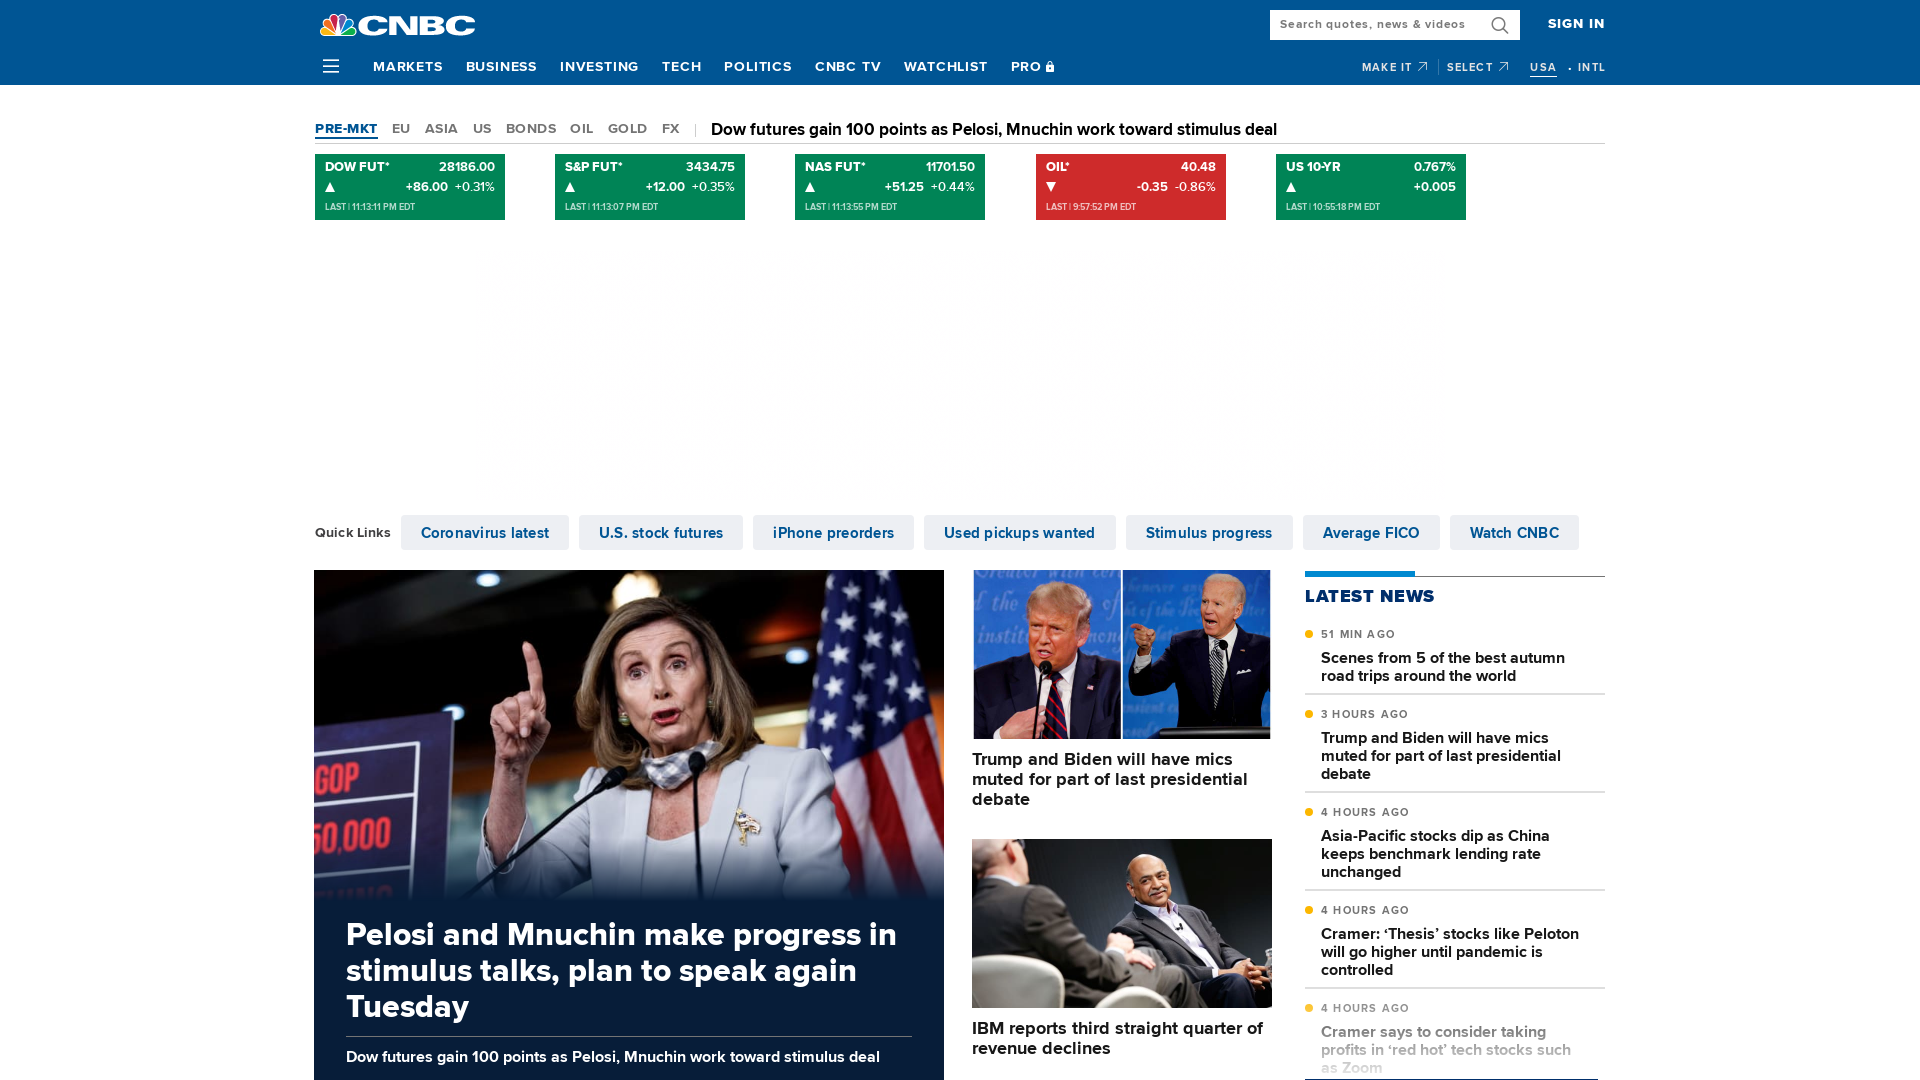 CNBC
Search quotes, news & videos
SIGN IN
MARKETS BUSINESS INVESTING TECH POLITICS CNBC TV WATCHLIST PRO
MAKE IT SELECT USA • INTL
PRE-MKT EU ASIA US BONDS OIL GOLD FX
Dow futures gain 100 points as Pelosi, Mnuchin work toward stimulus deal
DOW FUT* 28186.00
+86.00 +0.31%
LAST | 11:13:11 PM EDT
S&P FUT* 3434.75
+12.00 +0.35%
LAST | 11:13:07 PM EDT
NAS FUT* 11701.50
+51.25 +0.44%
LAST | 11:13:55 PM EDT
OIL* 40.48
-0.35 -0.86%
LAST | 9:57:52 PM EDT
US 10-YR 0.767%
+0.005
LAST | 10:55:18 PM EDT
Quick Links Coronavirus latest U.S. stock futures iPhone preorders Used pickups wanted Stimulus progress Average FICO Watch CNBC
GOP
50,000
Pelosi and Mnuchin make progress in
stimulus talks, plan to speak again
Tuesday
Dow futures gain 100 points as Pelosi, Mnuchin work toward stimulus deal
Trump and Biden will have mics
muted for part of last presidential
debate
IBM reports third straight quarter of
revenue declines
LATEST NEWS
51 MIN AGO
Scenes from 5 of the best autumn
road trips around the world
3 HOURS AGO
Trump and Biden will have mics
muted for part of last presidential
debate
4 HOURS AGO
Asia-Pacific stocks dip as China
keeps benchmark lending rate
unchanged
4 HOURS AGO
Cramer: ‘Thesis’ stocks like Peloton
will go higher until pandemic is
controlled
4 HOURS AGO
Cramer says to consider taking
profits in ‘red hot’ tech stocks such
as Zoom